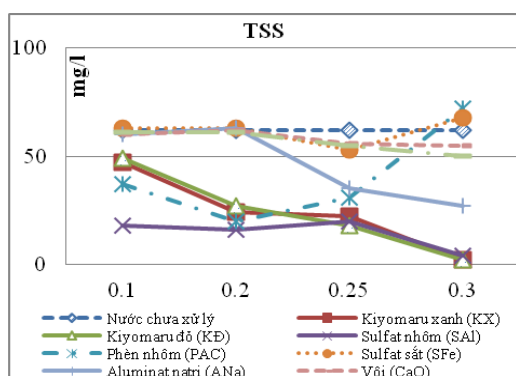 TSS
100
mg/l
50
0
0.1 0.2 0.25 0.3
Nước chưa xử lý Kiyomaru xanh (KX)
Kiyomaru đỏ (KĐ) Sulfat nhôm (SAl)
Phèn nhôm (PAC) Sulfat sắt (SFe)
Aluminat natri (ANa) Vôi (CaO)